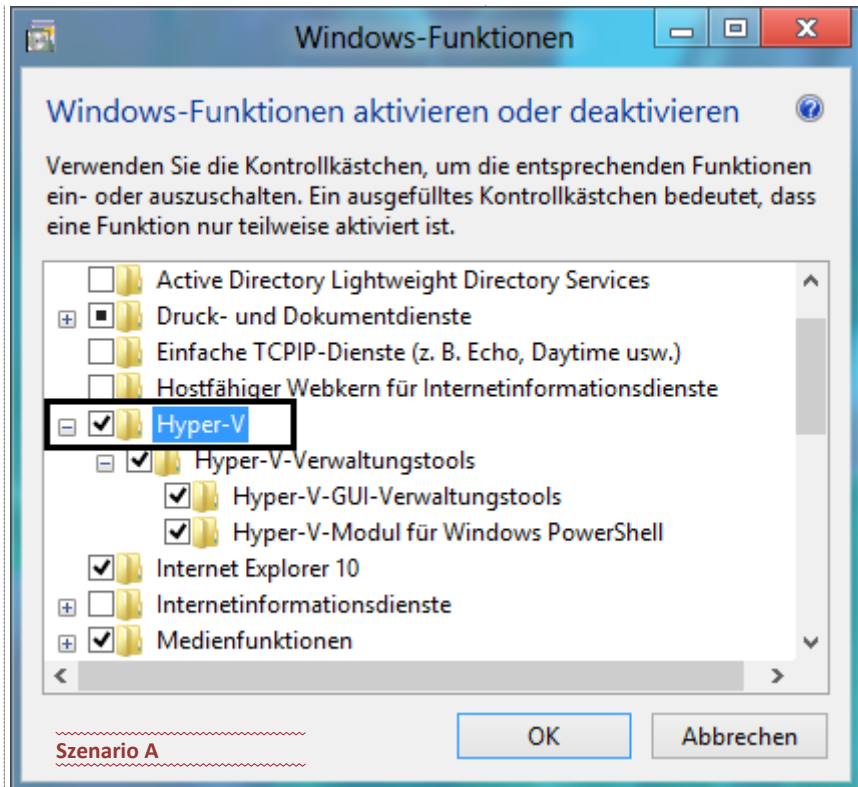 Windows-Funktionen
Windows-Funktionen aktivieren oder deaktivieren
Verwenden Sie die Kontrollkästchen, um die entsprechenden Funktionen
ein- oder auszuschalten. Ein ausgefülltes Kontrollkästchen bedeutet, dass
eine Funktion nur teilweise aktiviert ist.
Active Directory Lightweight Directory Services
Druck- und Dokumentdienste
Einfache TCPIP-Dienste (z. B. Echo, Daytime usw.)
Hostfähiger Webkern für Internetinformationsdienste
Hyper-V
Hyper-V-Verwaltungstools
Hyper-V-GUI-Verwaltungstools
Hyper-V-Modul für Windows PowerShell
Internet Explorer 10
Internetinformationsdienste
Medienfunktionen
OK
Abbrechen
Szenario A